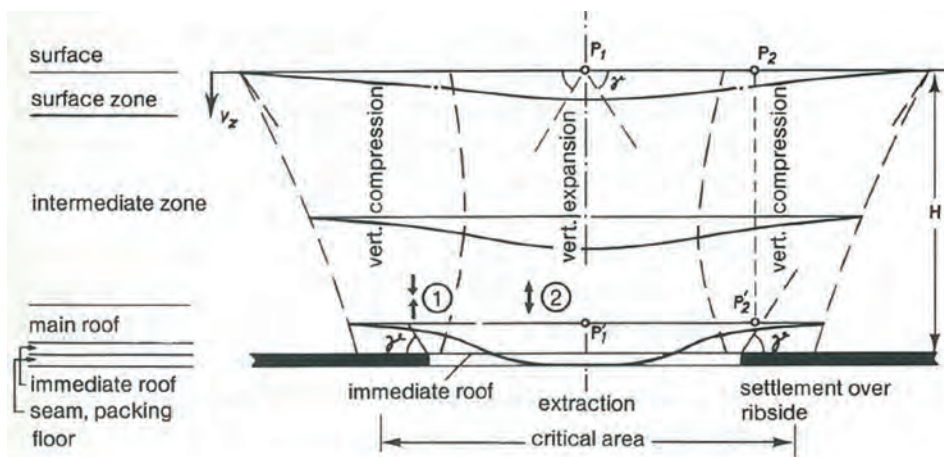 surface
surface zone
intermediate zone
main roof
immediate roof
seam, packing
floor
v_z
P₁
P₂
γ
vert. compression
vert. expansion
vert. compression
H
①
②
P₁'
P₂'
γ
γ
immediate roof
extraction
settlement over
ribside
critical area